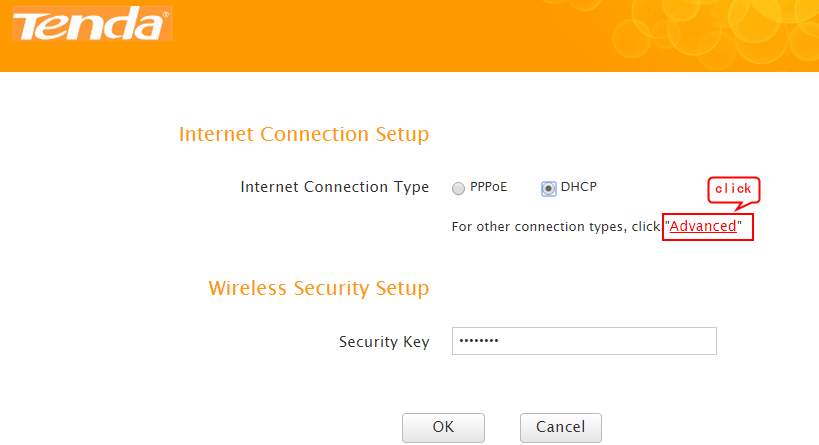 Tenda®
Internet Connection Setup
Internet Connection Type PPPoE DHCP
click
For other connection types, click "Advanced"
Wireless Security Setup
Security Key ••••••••
OK Cancel